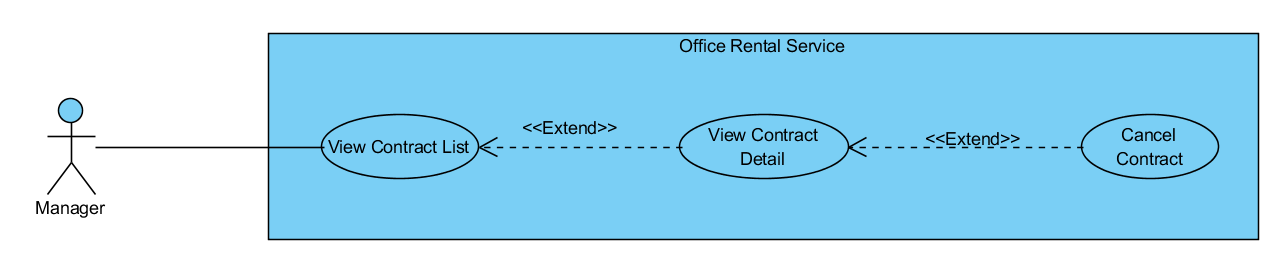 Office Rental Service
<<Extend>>
<<Extend>>
View Contract List
View Contract
Detail
Cancel
Contract
Manager